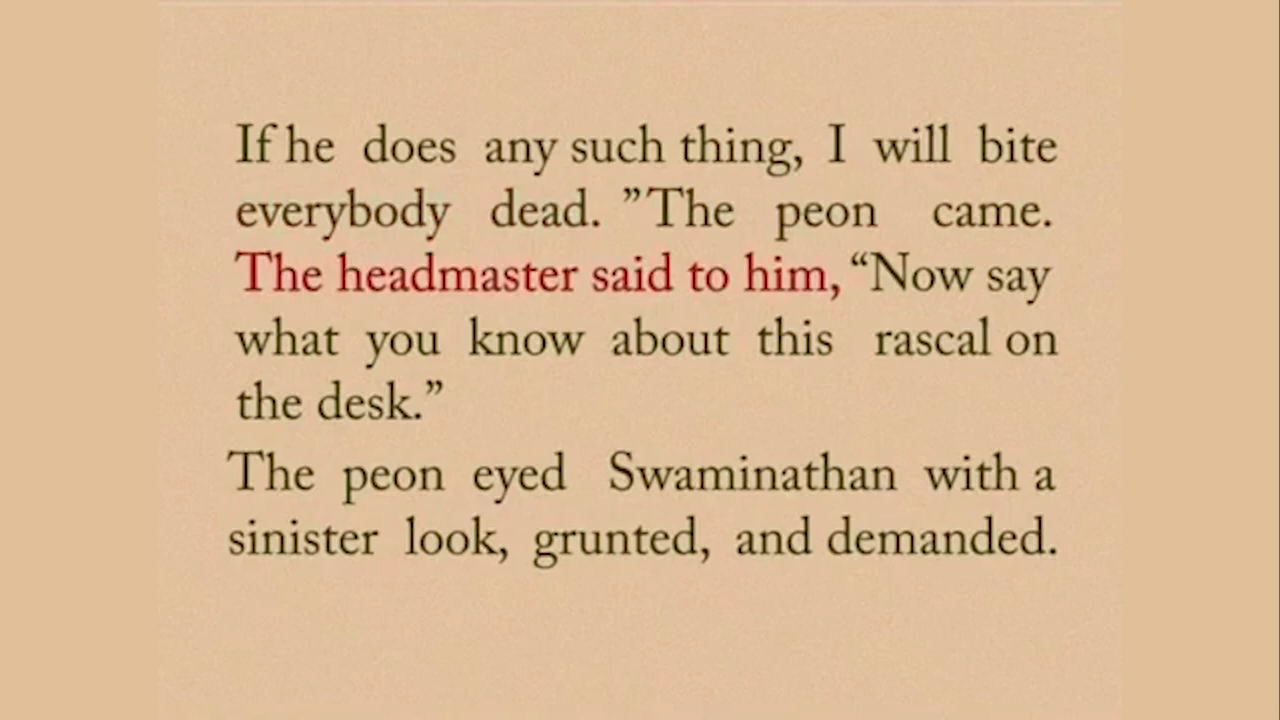 If he does any such thing, I will bite
everybody dead. ”The peon came.
The headmaster said to him, “Now say
what you know about this rascal on
the desk.”
The peon eyed Swaminathan with a
sinister look, grunted, and demanded.